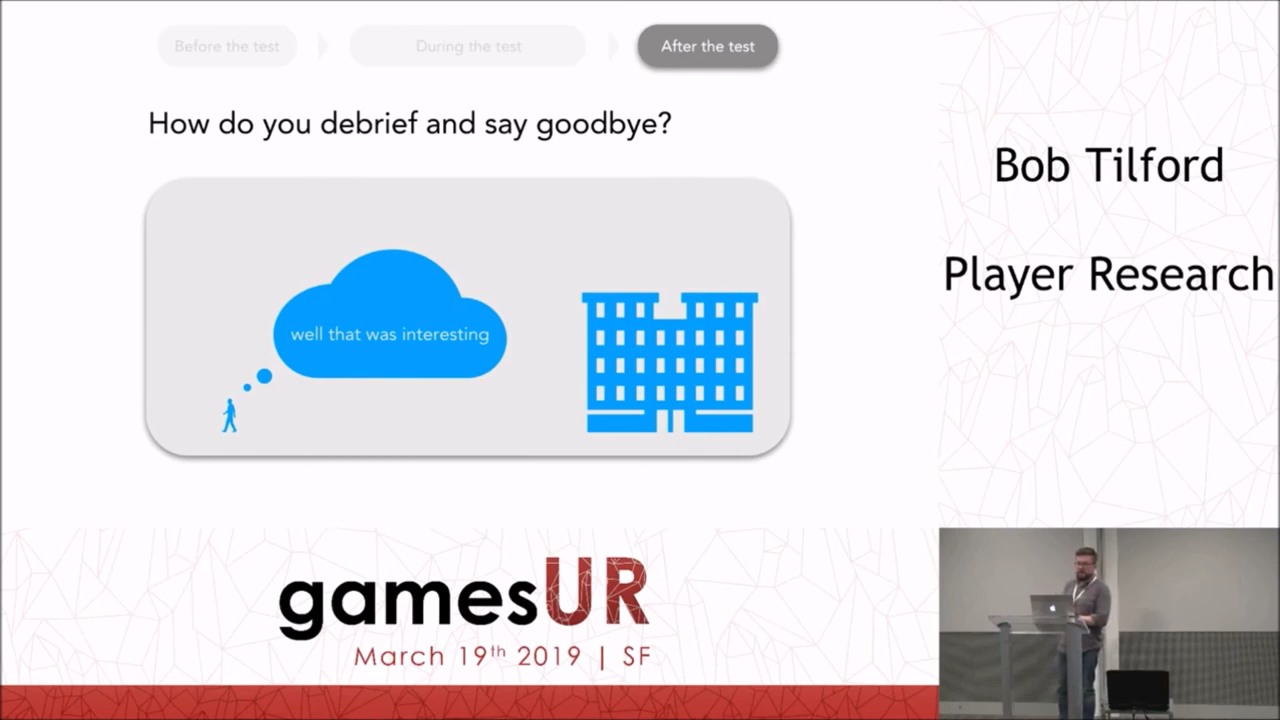 Before the test
During the test
After the test
How do you debrief and say goodbye?
well that was interesting
Bob Tilford
Player Research
gamesUR
March 19th 2019 | SF